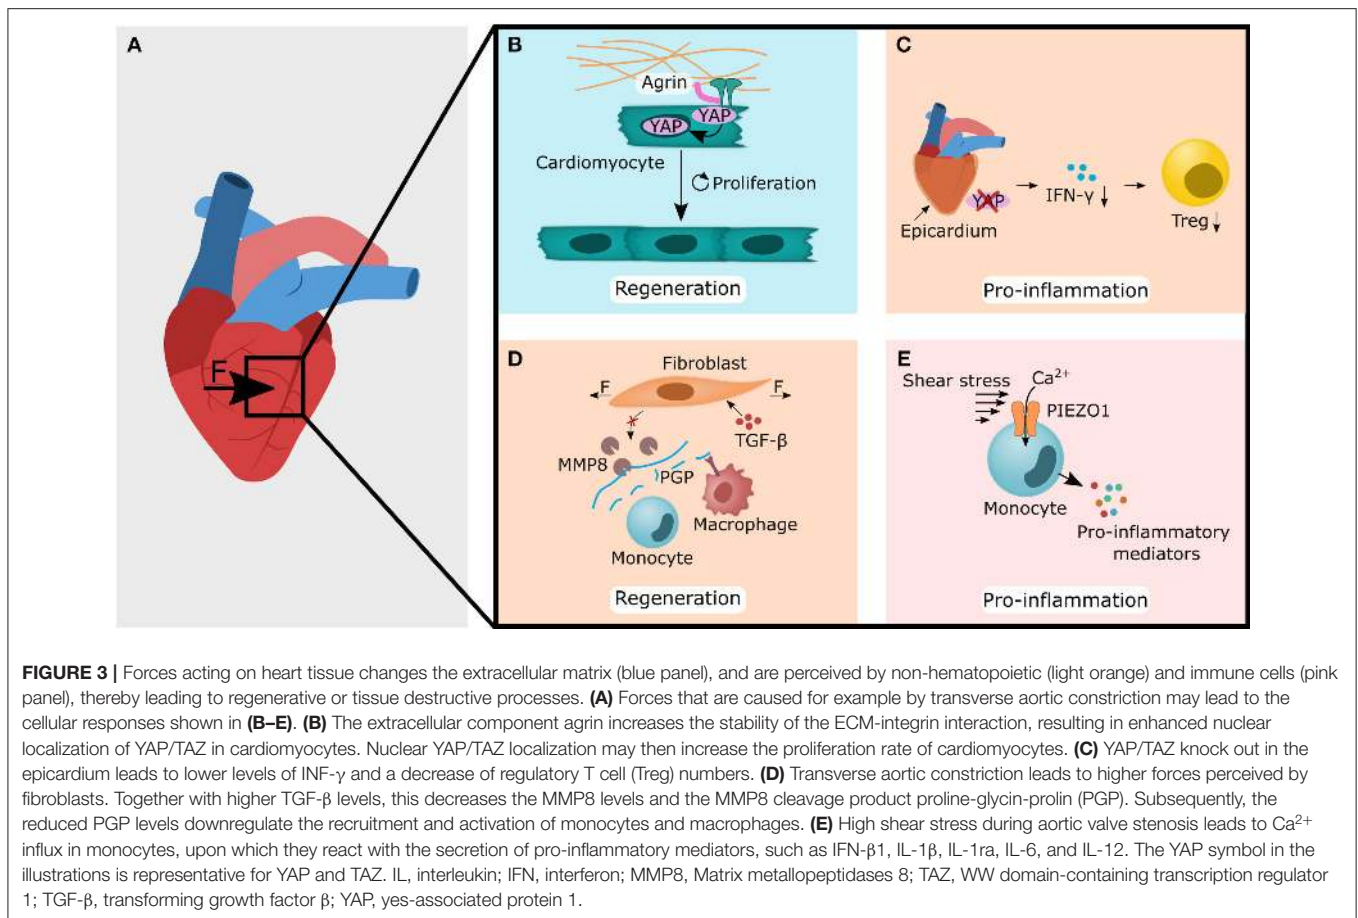 A
F
B
Agrin
YAP
YAP
Cardiomyocyte
Proliferation
Regeneration
C
YAP
IFN-γ
Epicardium
Treg
Pro-inflammation
D
Fibroblast
F
F
TGF-β
MMP8
PGP
Macrophage
Monocyte
Regeneration
E
Shear stress
Ca²⁺
PIEZO1
Monocyte
Pro-inflammatory
mediators
Pro-inflammation
FIGURE 3 | Forces acting on heart tissue changes the extracellular matrix (blue panel), and are perceived by non-hematopoietic (light orange) and immune cells (pink
panel), thereby leading to regenerative or tissue destructive processes. (A) Forces that are caused for example by transverse aortic constriction may lead to the
cellular responses shown in (B–E). (B) The extracellular component agrin increases the stability of the ECM-integrin interaction, resulting in enhanced nuclear
localization of YAP/TAZ in cardiomyocytes. Nuclear YAP/TAZ localization may then increase the proliferation rate of cardiomyocytes. (C) YAP/TAZ knock out in the
epicardium leads to lower levels of INF-γ and a decrease of regulatory T cell (Treg) numbers. (D) Transverse aortic constriction leads to higher forces perceived by
fibroblasts. Together with higher TGF-β levels, this decreases the MMP8 levels and the MMP8 cleavage product proline-glycin-prolin (PGP). Subsequently, the
reduced PGP levels downregulate the recruitment and activation of monocytes and macrophages. (E) High shear stress during aortic valve stenosis leads to Ca²⁺
influx in monocytes, upon which they react with the secretion of pro-inflammatory mediators, such as IFN-β1, IL-1β, IL-1ra, IL-6, and IL-12. The YAP symbol in the
illustrations is representative for YAP and TAZ. IL, interleukin; IFN, interferon; MMP8, Matrix metallopeptidases 8; TAZ, WW domain-containing transcription regulator
1; TGF-β, transforming growth factor β; YAP, yes-associated protein 1.